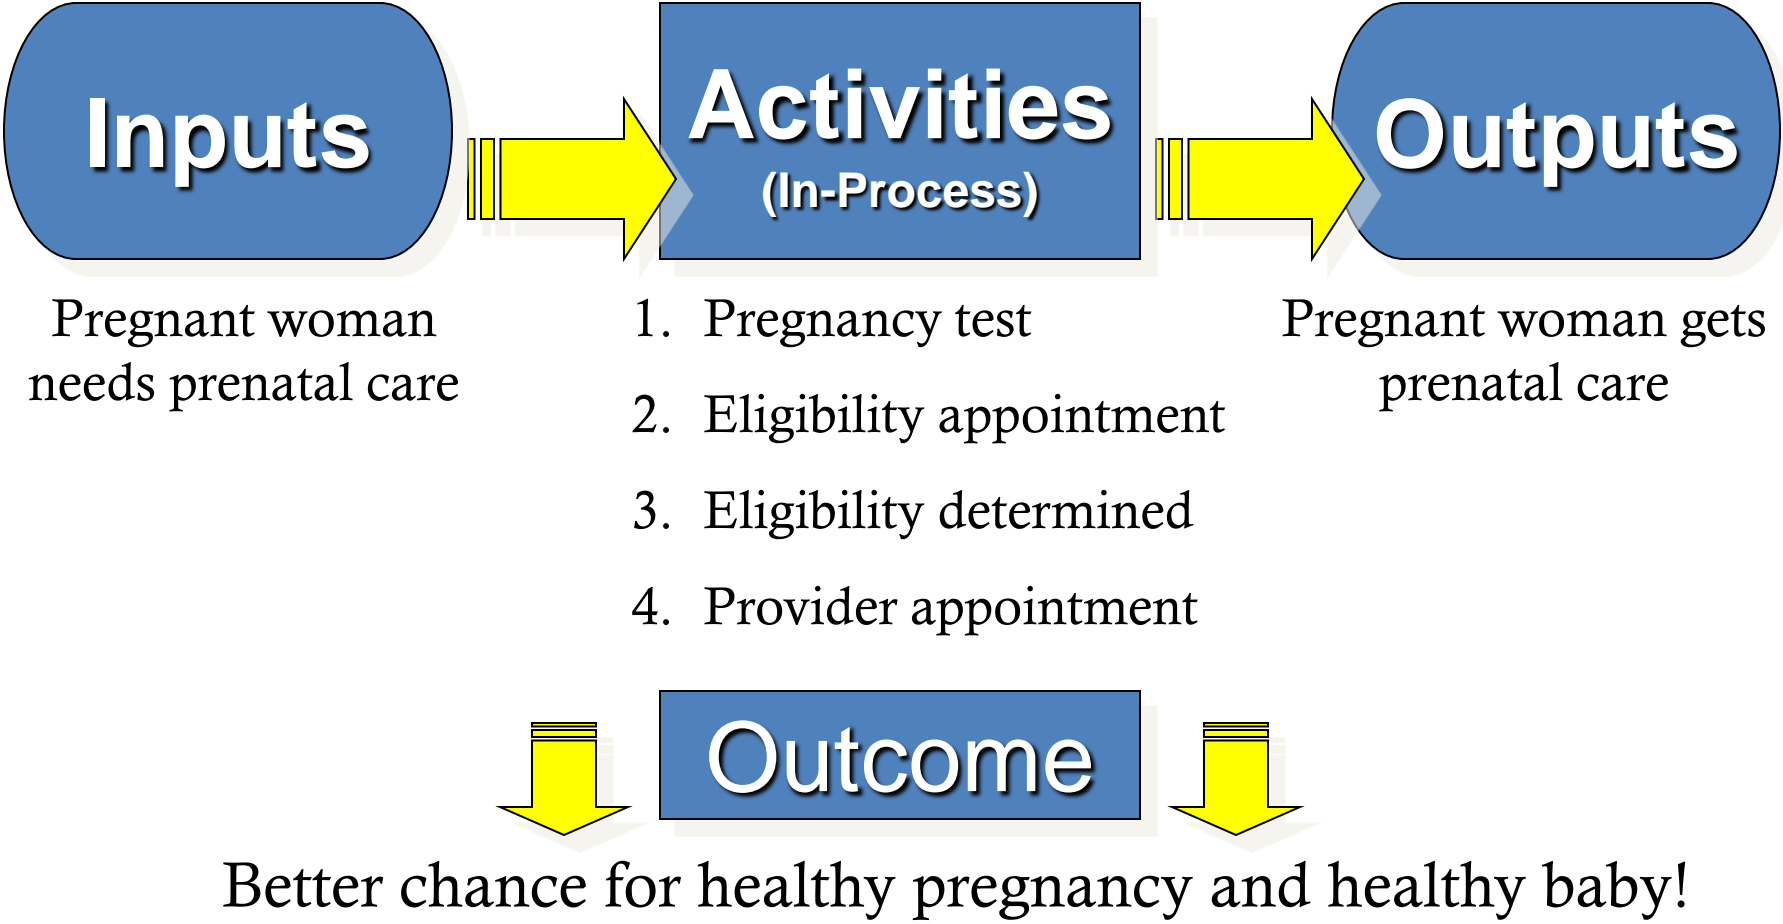 Inputs
Activities
(In-Process)
Outputs
Pregnant woman
needs prenatal care
1. Pregnancy test
2. Eligibility appointment
3. Eligibility determined
4. Provider appointment
Pregnant woman gets
prenatal care
Outcome
Better chance for healthy pregnancy and healthy baby!